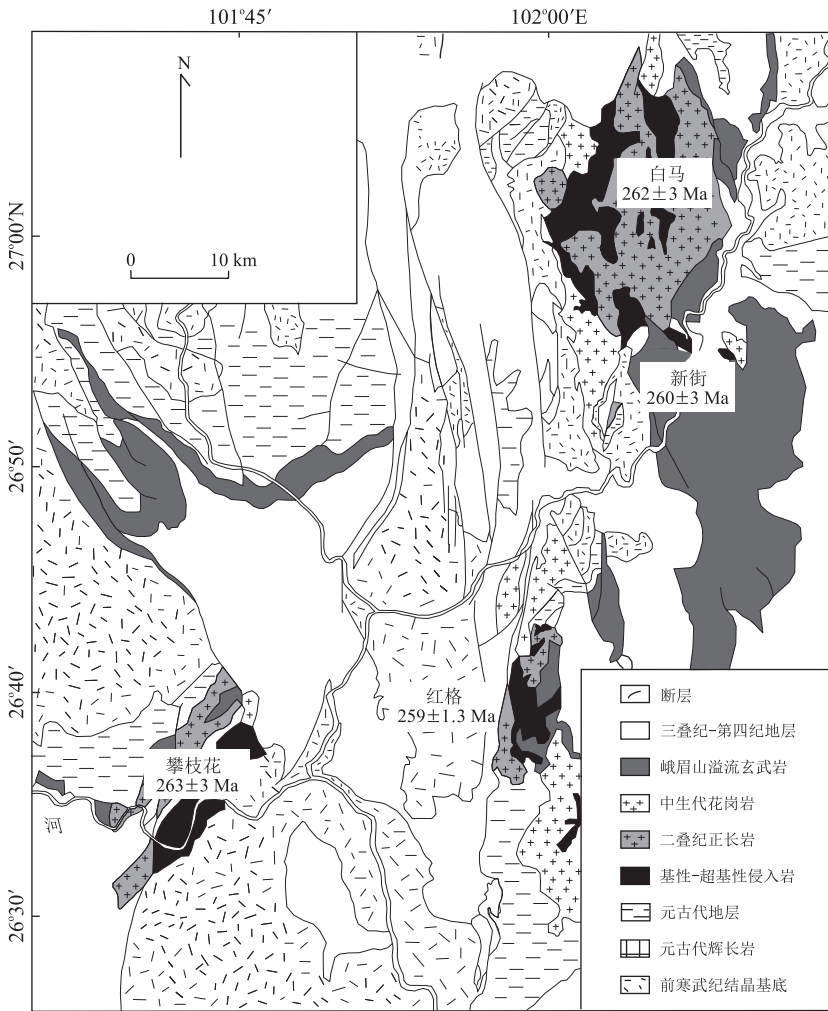 101°45′
102°00′E
N
白马
262±3 Ma
27°00′N
0
10 km
新街
260±3 Ma
26°50′
26°40′
红格
259±1.3 Ma
攀枝花
263±3 Ma
河
26°30′
断层
三叠纪-第四纪地层
峨眉山溢流玄武岩
中生代花岗岩
二叠纪正长岩
基性-超基性侵入岩
元古代地层
元古代辉长岩
前寒武纪结晶基底